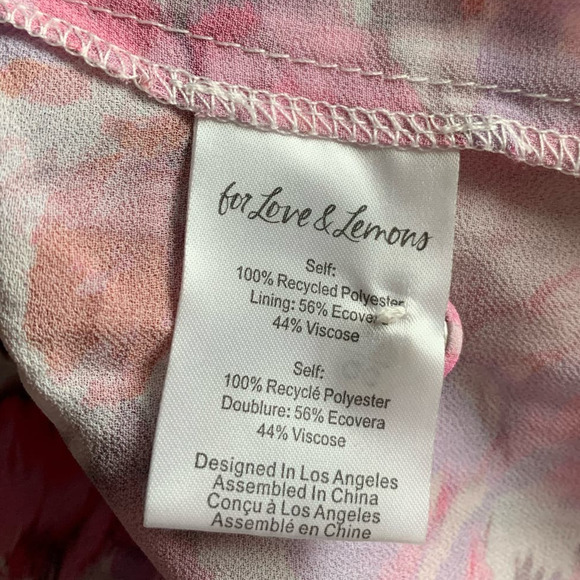 for Love & Lemons
Self:
100% Recycled Polyester
Lining: 56% Ecovera
44% Viscose
Self:
100% Recyclé Polyester
Doublure: 56% Ecovera
44% Viscose
Designed In Los Angeles
Assembled In China
Conçu à Los Angeles
Assemblé en Chine